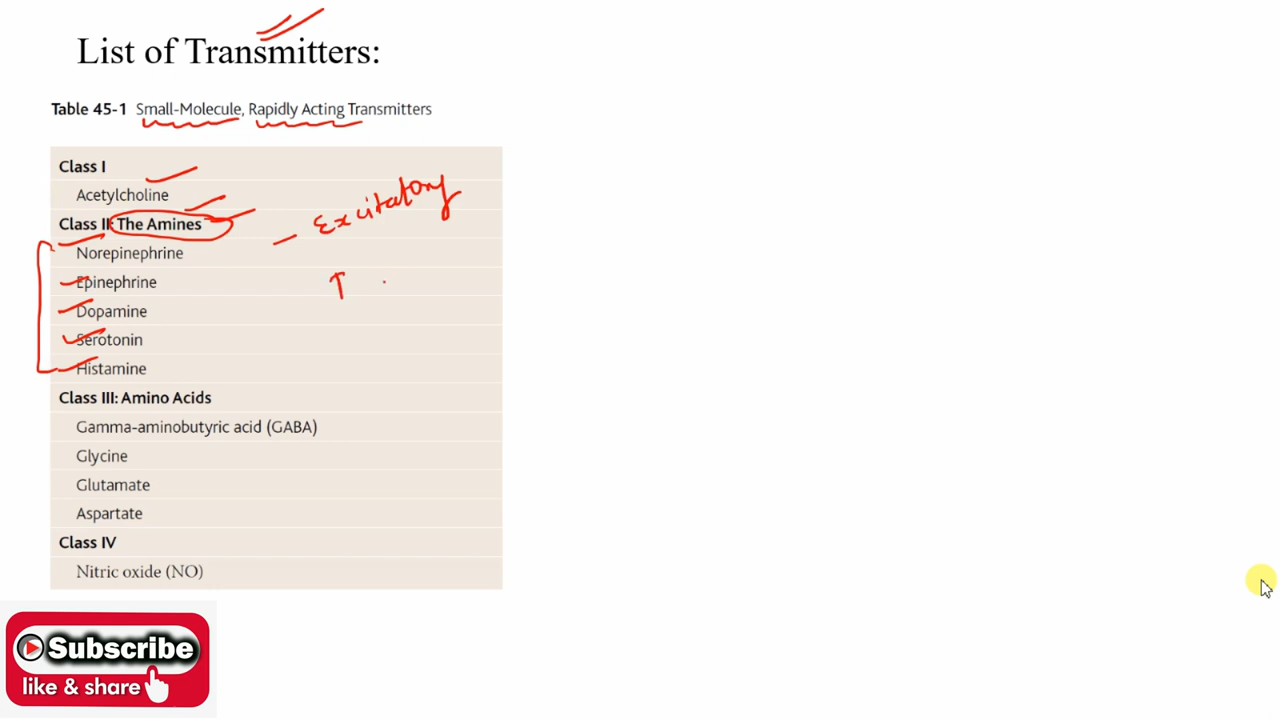 List of Transmitters:
Table 45-1 Small-Molecule, Rapidly Acting Transmitters
Class I
Acetylcholine
Class II: The Amines
Excitatory
Norepinephrine
Epinephrine
Dopamine
Serotonin
Histamine
Class III: Amino Acids
Gamma-aminobutyric acid (GABA)
Glycine
Glutamate
Aspartate
Class IV
Nitric oxide (NO)
Subscribe
like & share